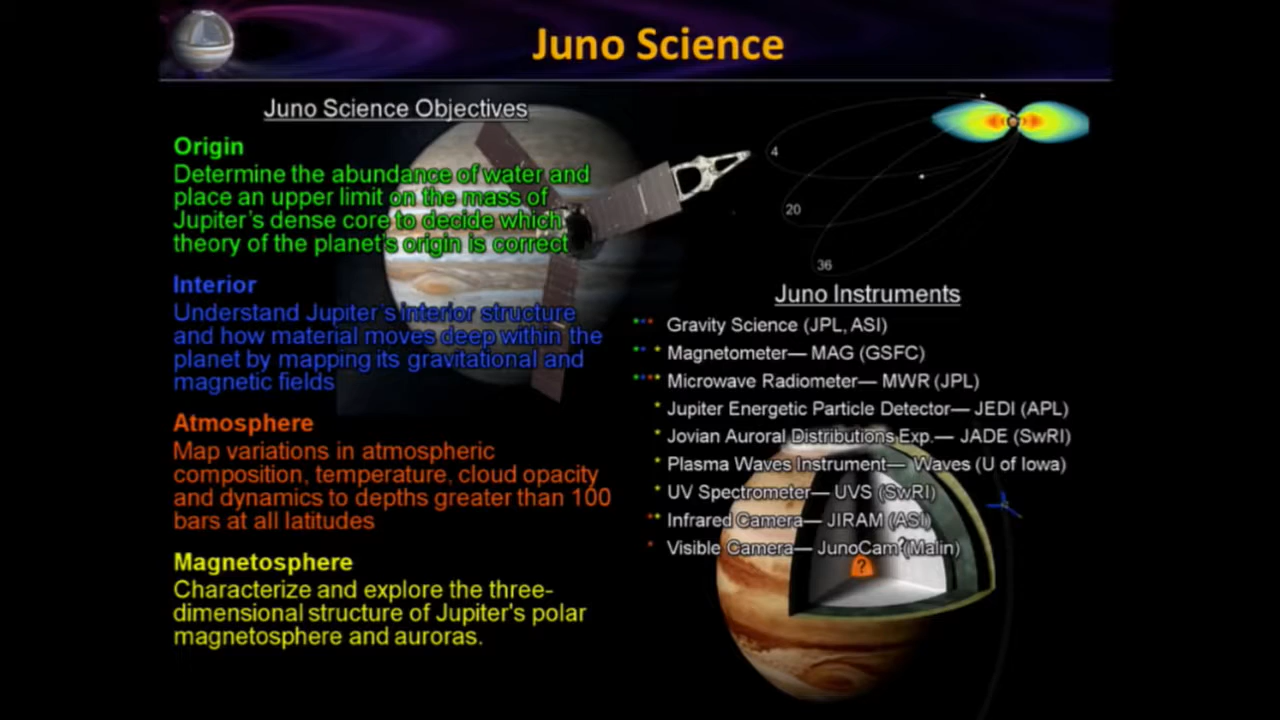 Juno Science
Juno Science Objectives
Origin
Determine the abundance of water and
place an upper limit on the mass of
Jupiter's dense core to decide which
theory of the planet's origin is correct
Interior
Understand Jupiter's interior structure
and how material moves deep within the
planet by mapping its gravitational and
magnetic fields
Atmosphere
Map variations in atmospheric
composition, temperature, cloud opacity
and dynamics to depths greater than 100
bars at all latitudes
Magnetosphere
Characterize and explore the three-
dimensional structure of Jupiter's polar
magnetosphere and auroras.
4
20
36
Juno Instruments
*** Gravity Science (JPL, ASI)
** * Magnetometer— MAG (GSFC)
**** Microwave Radiometer— MWR (JPL)
* Jupiter Energetic Particle Detector— JEDI (APL)
* Jovian Auroral Distributions Exp.— JADE (SwRI)
* Plasma Waves Instrument— Waves (U of Iowa)
* UV Spectrometer— UVS (SwRI)
** Infrared Camera— JIRAM (ASI)
* Visible Camera— JunoCam (Malin)
?